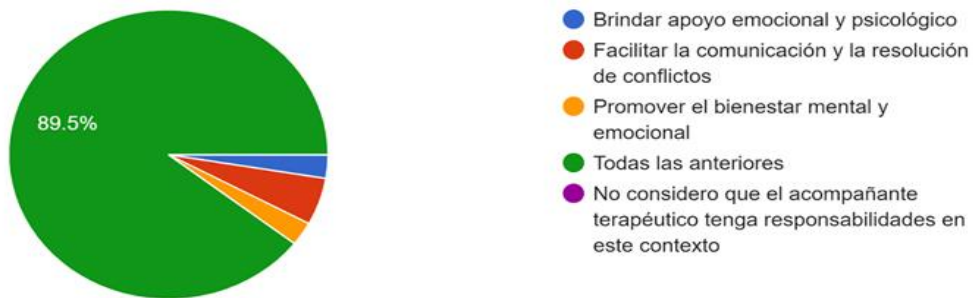 89.5%
Brindar apoyo emocional y psicológico
Facilitar la comunicación y la resolución
de conflictos
Promover el bienestar mental y
emocional
Todas las anteriores
No considero que el acompañante
terapéutico tenga responsabilidades en
este contexto